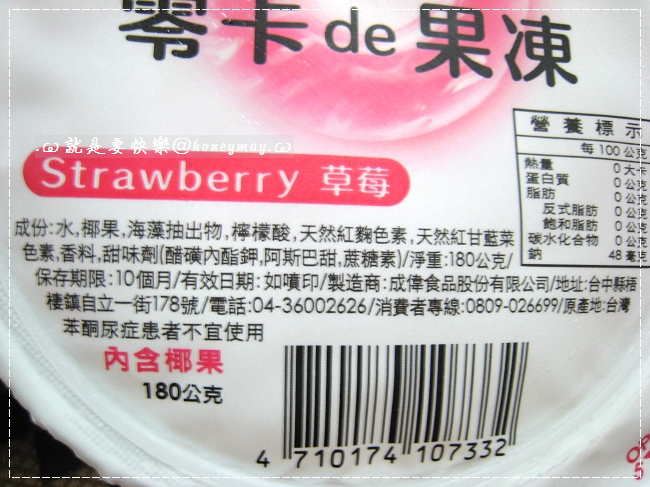 零卡de果凍
.ω就是要快樂@honeymay.ω
Strawberry 草莓
營養標示
每100公克
熱量 0大卡
蛋白質 0公克
脂肪 0公克
反式脂肪 0公克
飽和脂肪 0公克
碳水化合物 0公克
鈉 48毫克
成份:水,椰果,海藻抽出物,檸檬酸,天然紅麴色素,天然紅甘藍菜
色素,香料,甜味劑(醋磺內酯鉀,阿斯巴甜,蔗糖素)/淨重:180公克/
保存期限:10個月/有效日期:如噴印/製造商:成偉食品股份有限公司/地址:台中縣梧
棲鎮自立一街178號/電話:04-36002626/消費者專線:0809-026699/原產地:台灣
苯酮尿症患者不宜使用
內含椰果
180公克
4 710174 107332